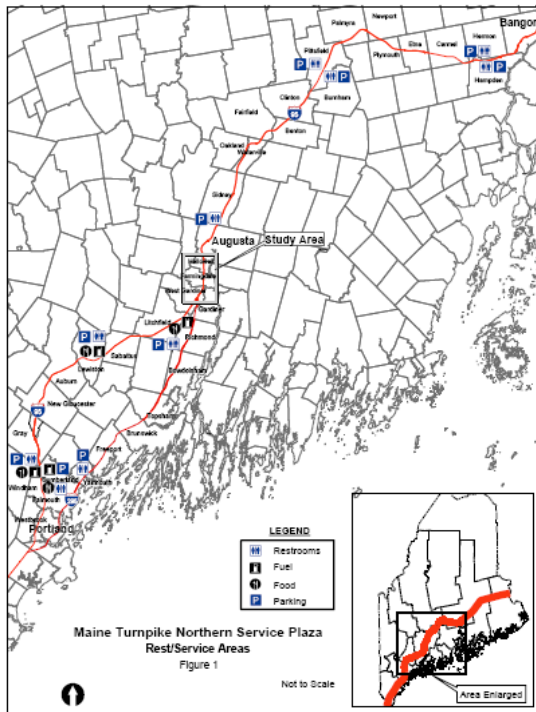 Palmyra
Newport
Bangor
Pittsfield
Plymouth
Etna
Carmel
Hermon
Hampden
Clinton
Burnham
Fairfield
95
Benton
Oakland
Waterville
Sidney
Augusta
Study Area
Farmingdale
West Gardiner
Gardiner
Litchfield
Richmond
Sabattus
Lewiston
Bowdoinham
Auburn
New Gloucester
Topsham
95
Brunswick
Gray
Freeport
Cumberland
Yarmouth
Windham
Falmouth
Westbrook
Portland
LEGEND
Restrooms
Fuel
Food
P Parking
Maine Turnpike Northern Service Plaza
Rest/Service Areas
Figure 1
Not to Scale
Area Enlarged